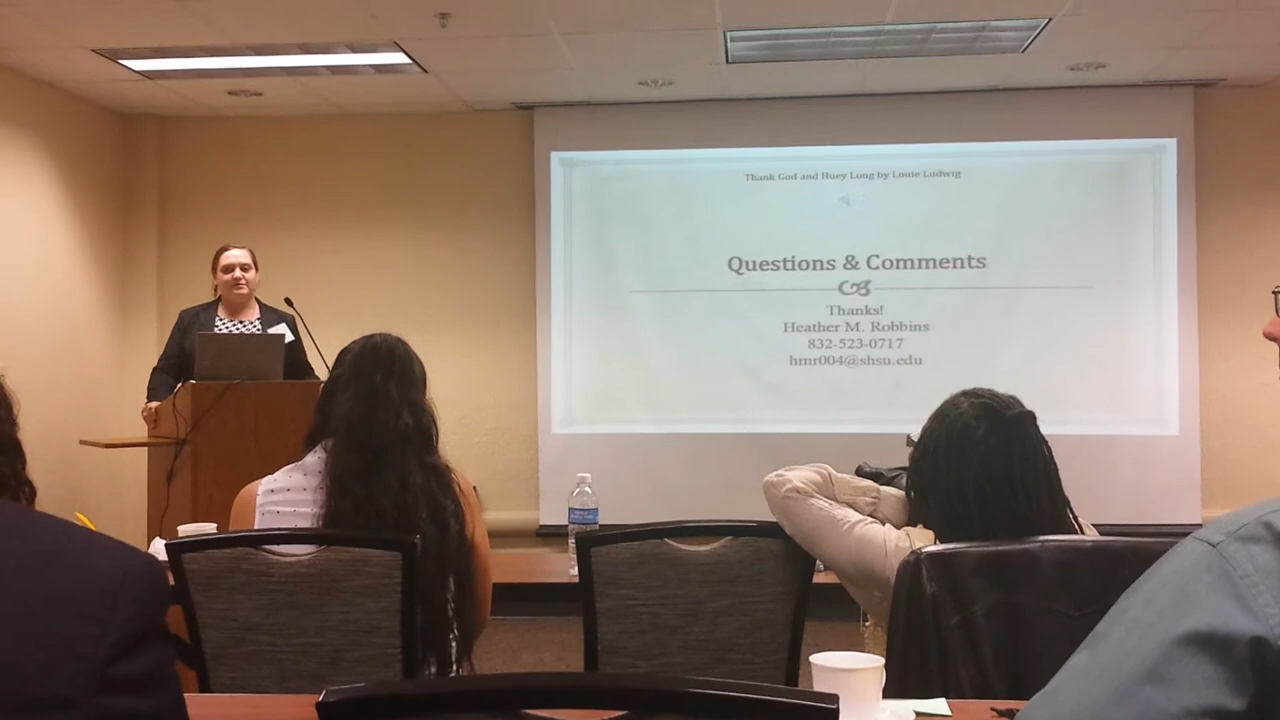 Thank God and Huey Long by Louie Ludwig
Questions & Comments
Thanks!
Heather M. Robbins
832-523-0717
hmr004@shsu.edu